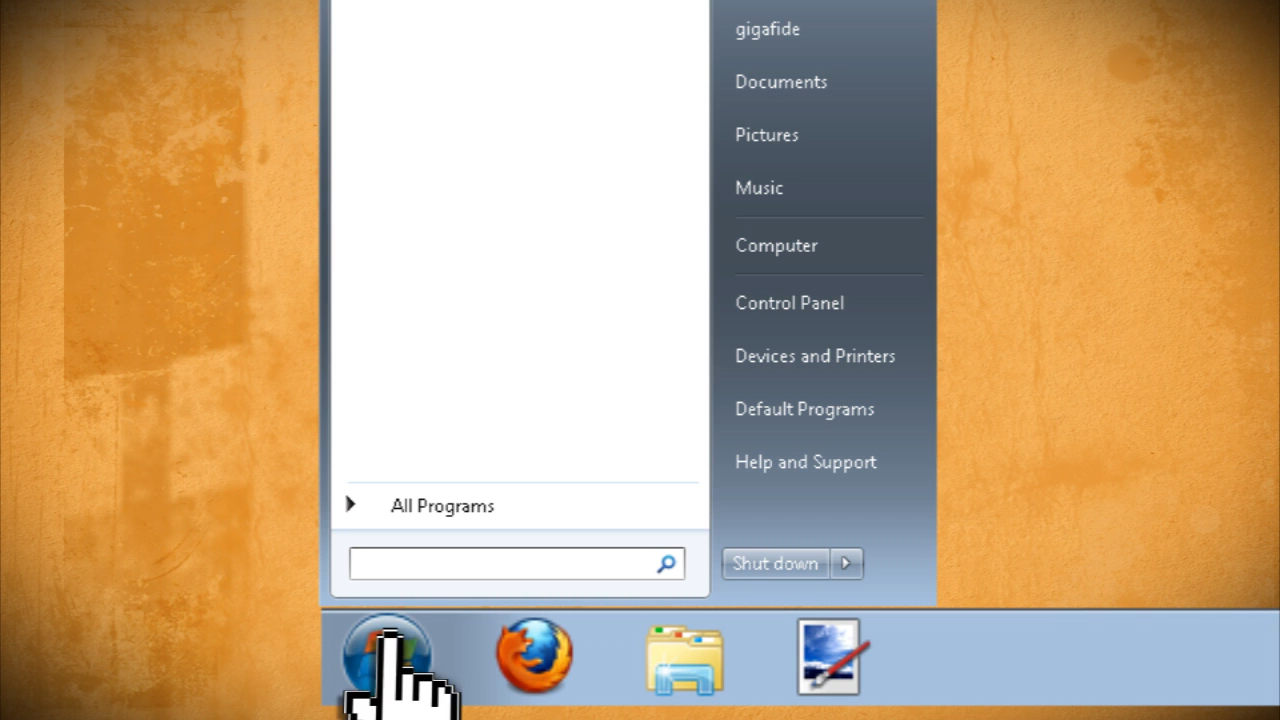 gigafide
Documents
Pictures
Music
Computer
Control Panel
Devices and Printers
Default Programs
Help and Support
All Programs
Shut down